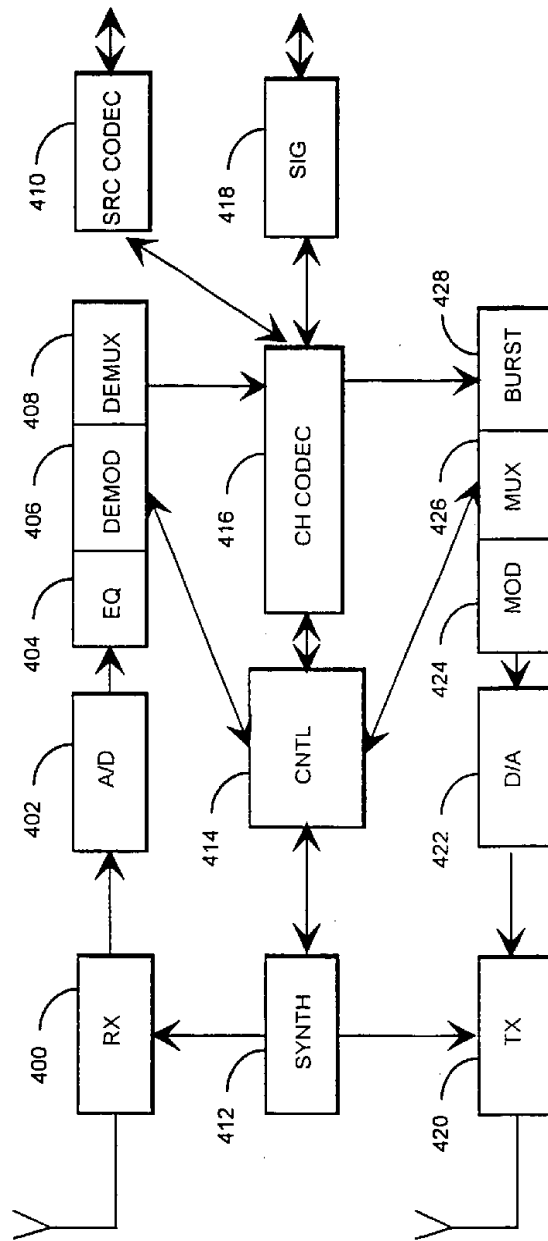 400
RX
402
A/D
404
EQ
406
DEMOD
408
DEMUX
410
SRC CODEC
412
SYNTH
414
CNTL
416
CH CODEC
418
SIG
420
TX
422
D/A
424
MOD
426
MUX
428
BURST